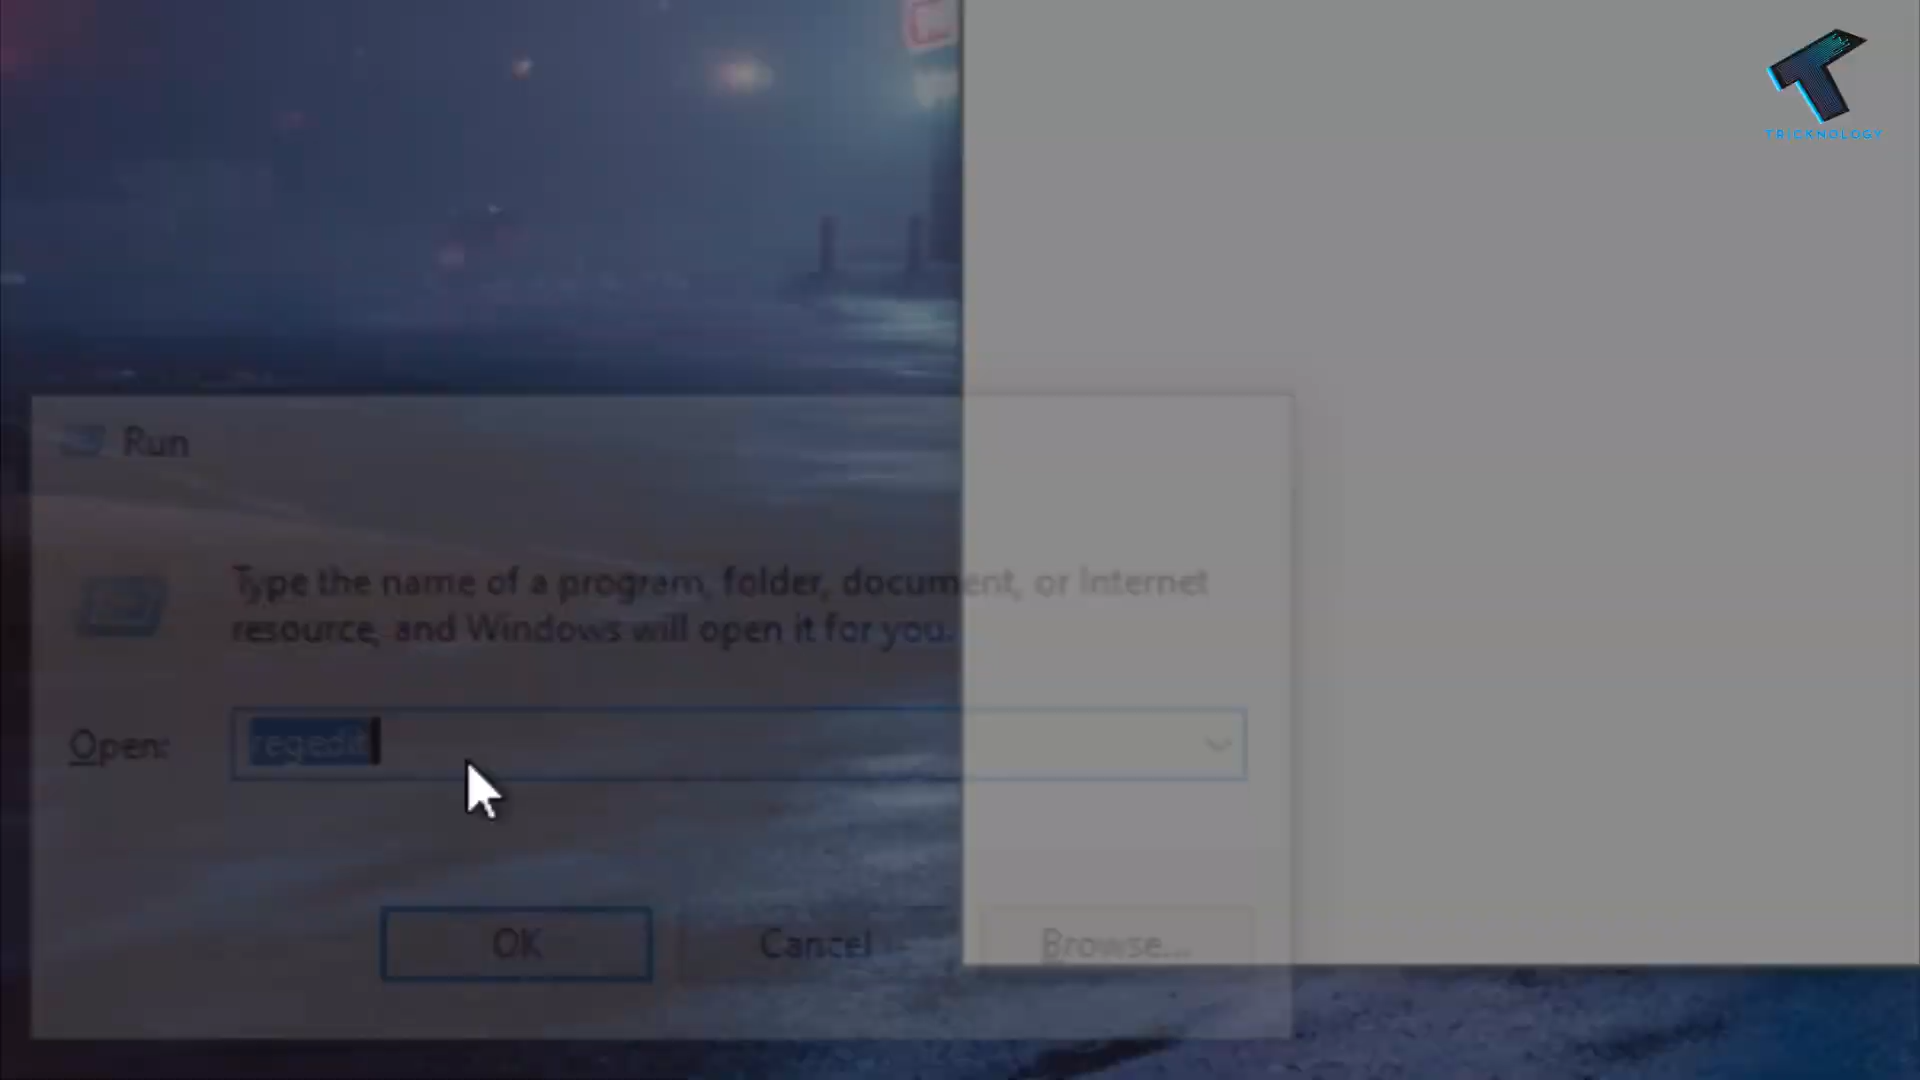 TRICKNOLOGY
Run
Type the name of a program, folder, document, or Internet
resource, and Windows will open it for you.
Open:
regedit
OK
Cancel
Browse...